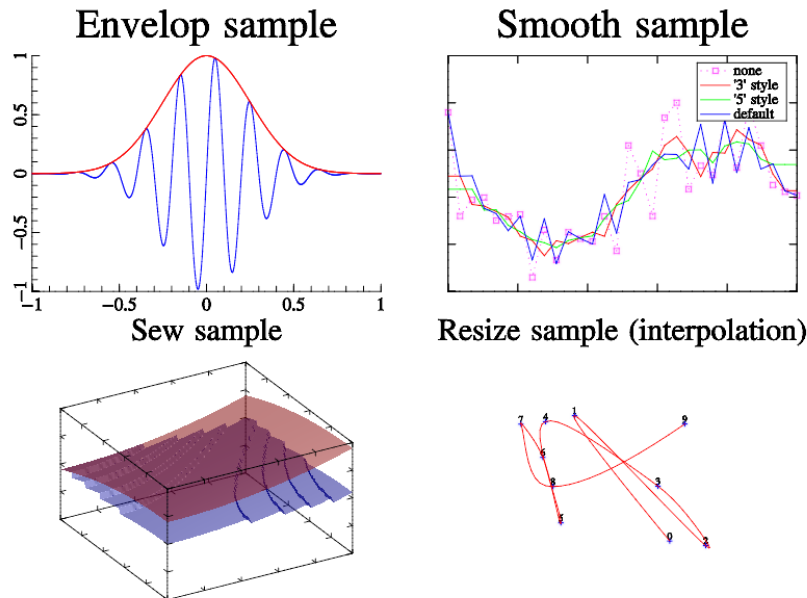 Envelop sample
Smooth sample
1
0.5
0
−0.5
−1
−1
−0.5
0
0.5
1
none
'3' style
'5' style
default
Sew sample
Resize sample (interpolation)
7
4
1
9
6
8
3
5
0
2